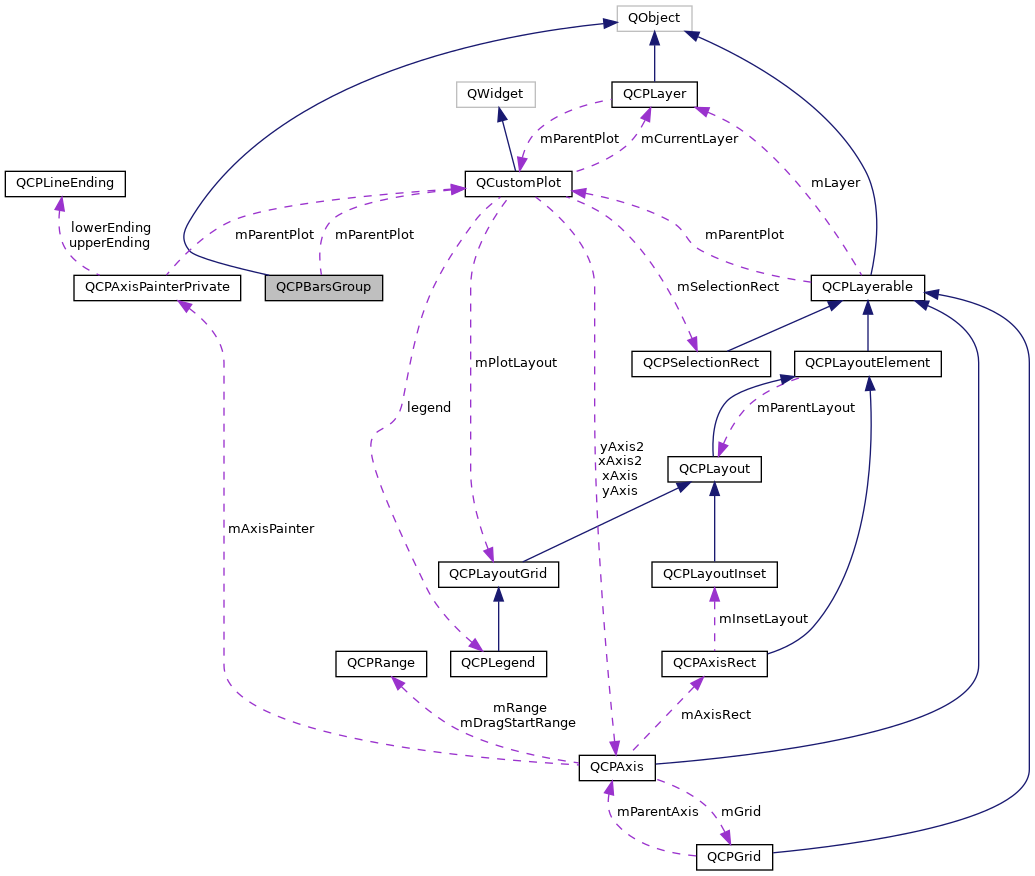 QObject
QWidget
QCPLayer
mParentPlot
mCurrentLayer
QCPLineEnding
QCustomPlot
mLayer
lowerEnding
upperEnding
mParentPlot
mParentPlot
mParentPlot
QCPAxisPainterPrivate
QCPBarsGroup
mSelectionRect
QCPLayerable
mPlotLayout
QCPSelectionRect
QCPLayoutElement
legend
mParentLayout
yAxis2
xAxis2
xAxis
yAxis
QCPLayout
mAxisPainter
QCPLayoutGrid
QCPLayoutInset
mInsetLayout
QCPRange
QCPLegend
QCPAxisRect
mRange
mDragStartRange
mAxisRect
QCPAxis
mParentAxis
mGrid
QCPGrid